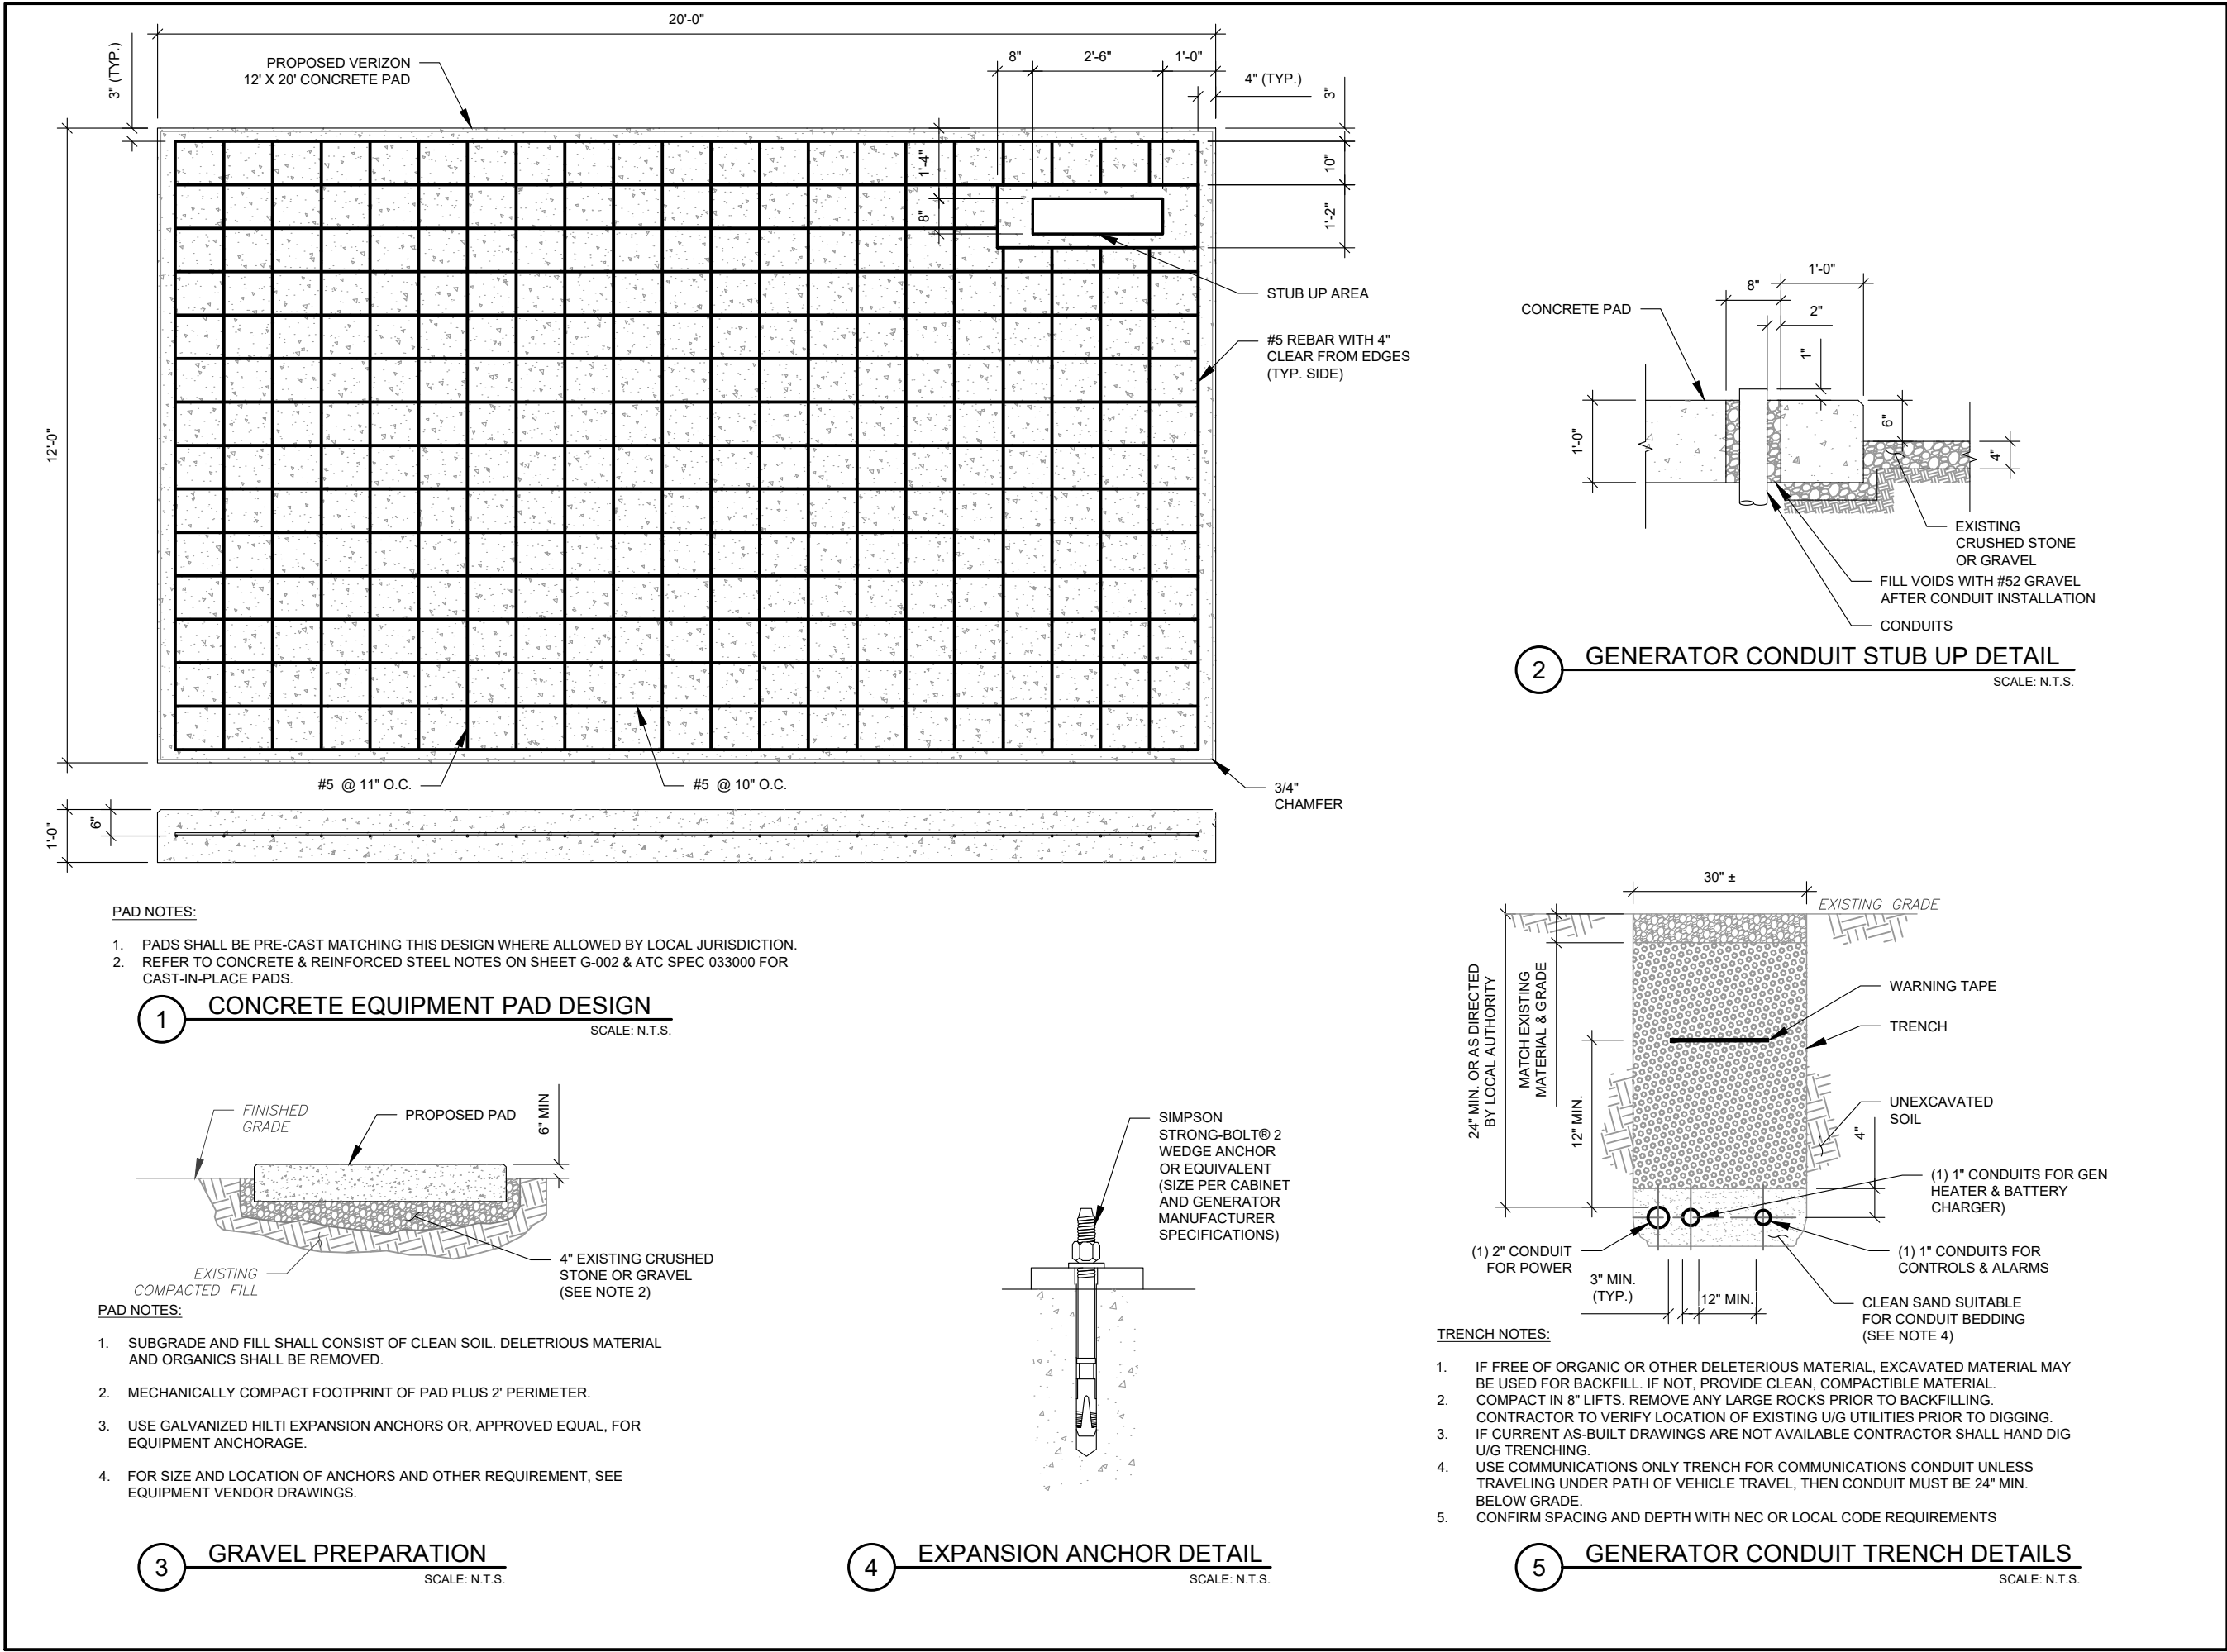 20'-0"
PROPOSED VERIZON
12' X 20' CONCRETE PAD
3" (TYP.)
8"
2'-6"
1'-0"
4" (TYP.)
3"
10"
1'-2"
1'-4"
8"
12'-0"
STUB UP AREA
#5 REBAR WITH 4"
CLEAR FROM EDGES
(TYP. SIDE)
#5 @ 11" O.C.
#5 @ 10" O.C.
3/4"
CHAMFER
1'-0"
6"
PAD NOTES:
1. PADS SHALL BE PRE-CAST MATCHING THIS DESIGN WHERE ALLOWED BY LOCAL JURISDICTION.
2. REFER TO CONCRETE & REINFORCED STEEL NOTES ON SHEET G-002 & ATC SPEC 033000 FOR
CAST-IN-PLACE PADS.
1 CONCRETE EQUIPMENT PAD DESIGN
SCALE: N.T.S.
CONCRETE PAD
8"
1'-0"
2"
1"
1'-0"
6"
4"
EXISTING
CRUSHED STONE
OR GRAVEL
FILL VOIDS WITH #52 GRAVEL
AFTER CONDUIT INSTALLATION
CONDUITS
2 GENERATOR CONDUIT STUB UP DETAIL
SCALE: N.T.S.
FINISHED
GRADE
PROPOSED PAD
6" MIN
4" EXISTING CRUSHED
STONE OR GRAVEL
(SEE NOTE 2)
EXISTING
COMPACTED FILL
PAD NOTES:
1. SUBGRADE AND FILL SHALL CONSIST OF CLEAN SOIL. DELETRIOUS MATERIAL
AND ORGANICS SHALL BE REMOVED.
2. MECHANICALLY COMPACT FOOTPRINT OF PAD PLUS 2' PERIMETER.
3. USE GALVANIZED HILTI EXPANSION ANCHORS OR, APPROVED EQUAL, FOR
EQUIPMENT ANCHORAGE.
4. FOR SIZE AND LOCATION OF ANCHORS AND OTHER REQUIREMENT, SEE
EQUIPMENT VENDOR DRAWINGS.
3 GRAVEL PREPARATION
SCALE: N.T.S.
SIMPSON
STRONG-BOLT® 2
WEDGE ANCHOR
OR EQUIVALENT
(SIZE PER CABINET
AND GENERATOR
MANUFACTURER
SPECIFICATIONS)
4 EXPANSION ANCHOR DETAIL
SCALE: N.T.S.
30" ±
EXISTING GRADE
24" MIN. OR AS DIRECTED
BY LOCAL AUTHORITY
MATCH EXISTING
MATERIAL & GRADE
12" MIN.
WARNING TAPE
TRENCH
UNEXCAVATED
SOIL
4"
(1) 1" CONDUITS FOR GEN
HEATER & BATTERY
CHARGER)
(1) 2" CONDUIT
FOR POWER
(1) 1" CONDUITS FOR
CONTROLS & ALARMS
3" MIN.
(TYP.)
12" MIN.
CLEAN SAND SUITABLE
FOR CONDUIT BEDDING
(SEE NOTE 4)
TRENCH NOTES:
1. IF FREE OF ORGANIC OR OTHER DELETERIOUS MATERIAL, EXCAVATED MATERIAL MAY
BE USED FOR BACKFILL. IF NOT, PROVIDE CLEAN, COMPACTIBLE MATERIAL.
2. COMPACT IN 8" LIFTS. REMOVE ANY LARGE ROCKS PRIOR TO BACKFILLING.
CONTRACTOR TO VERIFY LOCATION OF EXISTING U/G UTILITIES PRIOR TO DIGGING.
3. IF CURRENT AS-BUILT DRAWINGS ARE NOT AVAILABLE CONTRACTOR SHALL HAND DIG
U/G TRENCHING.
4. USE COMMUNICATIONS ONLY TRENCH FOR COMMUNICATIONS CONDUIT UNLESS
TRAVELING UNDER PATH OF VEHICLE TRAVEL, THEN CONDUIT MUST BE 24" MIN.
BELOW GRADE.
5. CONFIRM SPACING AND DEPTH WITH NEC OR LOCAL CODE REQUIREMENTS
5 GENERATOR CONDUIT TRENCH DETAILS
SCALE: N.T.S.